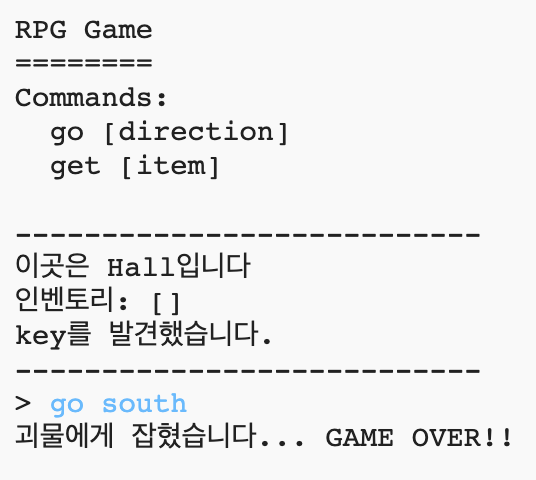 RPG Game
========
Commands:
  go [direction]
  get [item]
---------------------------
이곳은 Hall입니다
인벤토리: []
key를 발견했습니다.
---------------------------
> go south
괴물에게 잡혔습니다... GAME OVER!!